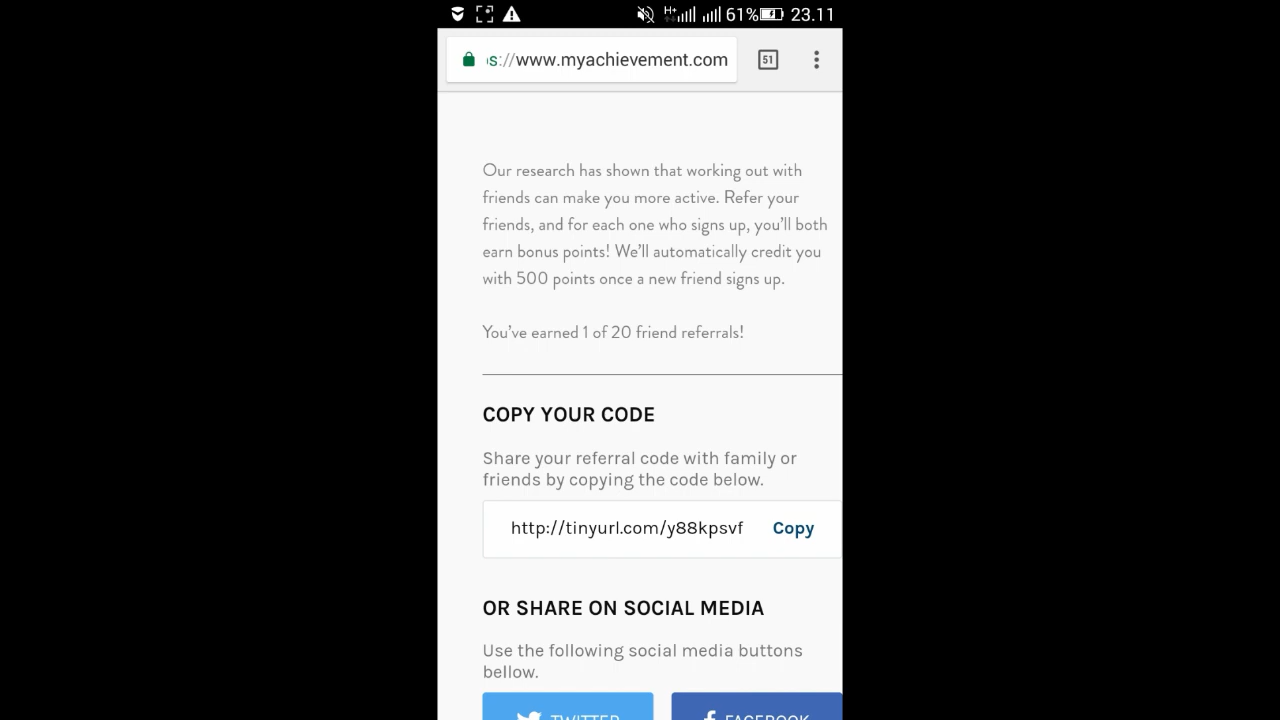 H+ 61% 23.11
s://www.myachievement.com 51
Our research has shown that working out with
friends can make you more active. Refer your
friends, and for each one who signs up, you'll both
earn bonus points! We'll automatically credit you
with 500 points once a new friend signs up.
You've earned 1 of 20 friend referrals!
COPY YOUR CODE
Share your referral code with family or
friends by copying the code below.
http://tinyurl.com/y88kpsvf Copy
OR SHARE ON SOCIAL MEDIA
Use the following social media buttons
bellow.
TWITTER FACEBOOK